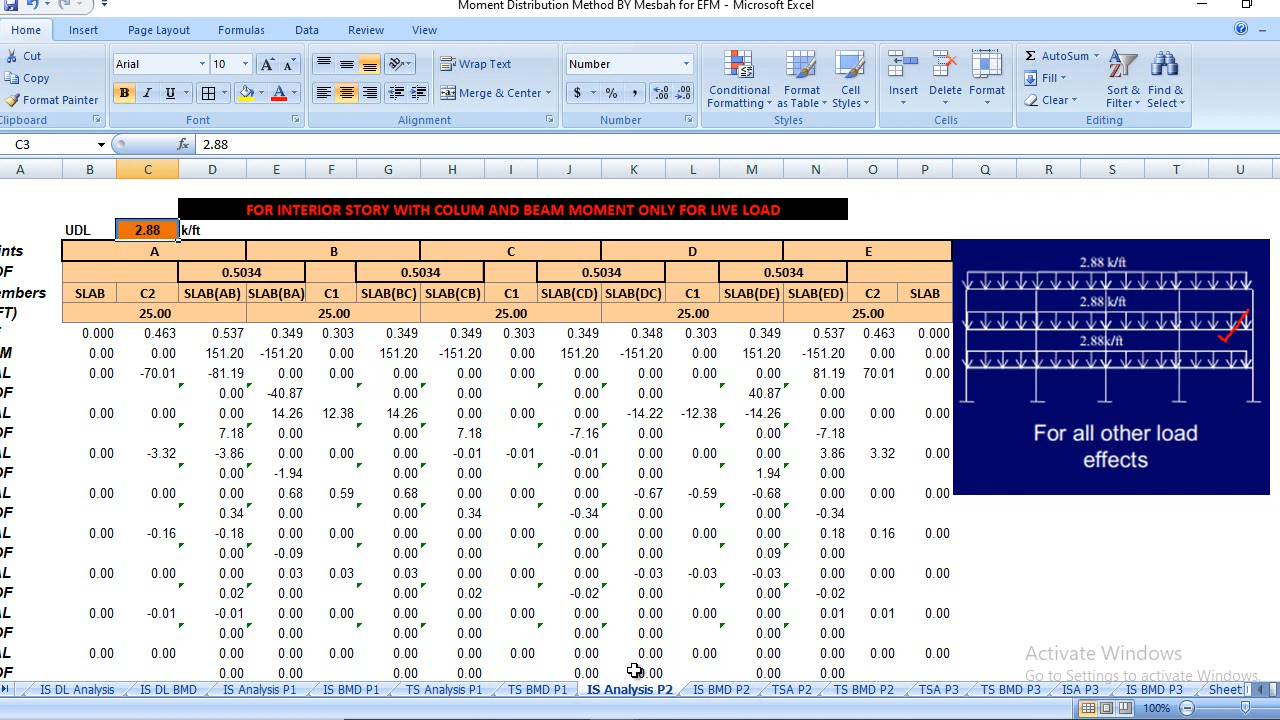 Moment Distribution Method BY Mesbah for EFM - Microsoft Excel
Home Insert Page Layout Formulas Data Review View
Cut
Copy
Format Painter
Clipboard
Arial 10
B I U
Font
Wrap Text
Merge & Center
Alignment
Number
$ % ,
Number
Conditional Formatting
Format as Table
Cell Styles
Styles
Insert Delete Format
Cells
Σ AutoSum
Fill
Clear
Sort & Filter
Find & Select
Editing
C3 fx 2.88
A B C D E F G H I J K L M N O P Q R S T U
FOR INTERIOR STORY WITH COLUM AND BEAM MOMENT ONLY FOR LIVE LOAD
UDL 2.88 k/ft
ints A B C D E
OF 0.5034 0.5034 0.5034 0.5034
embers SLAB C2 SLAB(AB) SLAB(BA) C1 SLAB(BC) SLAB(CB) C1 SLAB(CD) SLAB(DC) C1 SLAB(DE) SLAB(ED) C2 SLAB
FT) 25.00 25.00 25.00 25.00 25.00
0.000 0.463 0.537 0.349 0.303 0.349 0.349 0.303 0.349 0.348 0.303 0.349 0.537 0.463 0.000
M 0.00 0.00 151.20 -151.20 0.00 151.20 -151.20 0.00 151.20 -151.20 0.00 151.20 -151.20 0.00 0.00
AL 0.00 -70.01 -81.19 0.00 0.00 0.00 0.00 0.00 0.00 0.00 0.00 0.00 81.19 70.01 0.00
OF 0.00 -40.87 0.00 0.00 0.00 0.00 40.87 0.00
AL 0.00 0.00 0.00 14.26 12.38 14.26 0.00 0.00 0.00 -14.22 -12.38 -14.26 0.00 0.00 0.00
OF 7.18 0.00 0.00 7.18 -7.16 0.00 0.00 -7.18
AL 0.00 -3.32 -3.86 0.00 0.00 0.00 -0.01 -0.01 -0.01 0.00 0.00 0.00 3.86 3.32 0.00
OF 0.00 -1.94 0.00 0.00 0.00 0.00 1.94 0.00
AL 0.00 0.00 0.00 0.68 0.59 0.68 0.00 0.00 0.00 -0.67 -0.59 -0.68 0.00 0.00 0.00
OF 0.34 0.00 0.00 0.34 -0.34 0.00 0.00 -0.34
AL 0.00 -0.16 -0.18 0.00 0.00 0.00 0.00 0.00 0.00 0.00 0.00 0.00 0.18 0.16 0.00
OF 0.00 -0.09 0.00 0.00 0.00 0.00 0.09 0.00
AL 0.00 0.00 0.00 0.03 0.03 0.03 0.00 0.00 0.00 -0.03 -0.03 -0.03 0.00 0.00 0.00
OF 0.02 0.00 0.00 0.02 -0.02 0.00 0.00 -0.02
AL 0.00 -0.01 -0.01 0.00 0.00 0.00 0.00 0.00 0.00 0.00 0.00 0.00 0.01 0.01 0.00
OF 0.00 0.00 0.00 0.00 0.00 0.00 0.00 0.00
AL 0.00 0.00 0.00 0.00 0.00 0.00 0.00 0.00 0.00 0.00 0.00 0.00 0.00 0.00 0.00
OF 0.00 0.00 0.00 0.00 0.00 0.00 0.00 0.00
2.88 k/ft
2.88 k/ft
2.88k/ft
For all other load
effects
Activate Windows
Go to Settings to activate Windows.
IS DL Analysis IS DL BMD IS Analysis P1 IS BMD P1 TS Analysis P1 TS BMD P1 IS Analysis P2 IS BMD P2 TSA P2 TS BMD P2 TSA P3 TS BMD P3 ISA P3 IS BMD P3 Sheet
100%